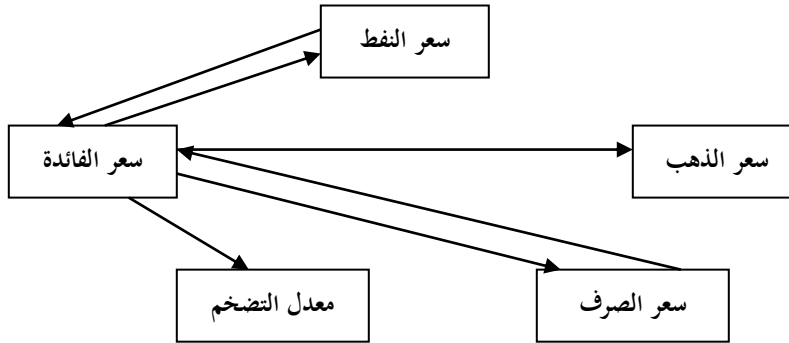 سعر النفط
سعر الفائدة
سعر الذهب
معدل التضخم
سعر الصرف